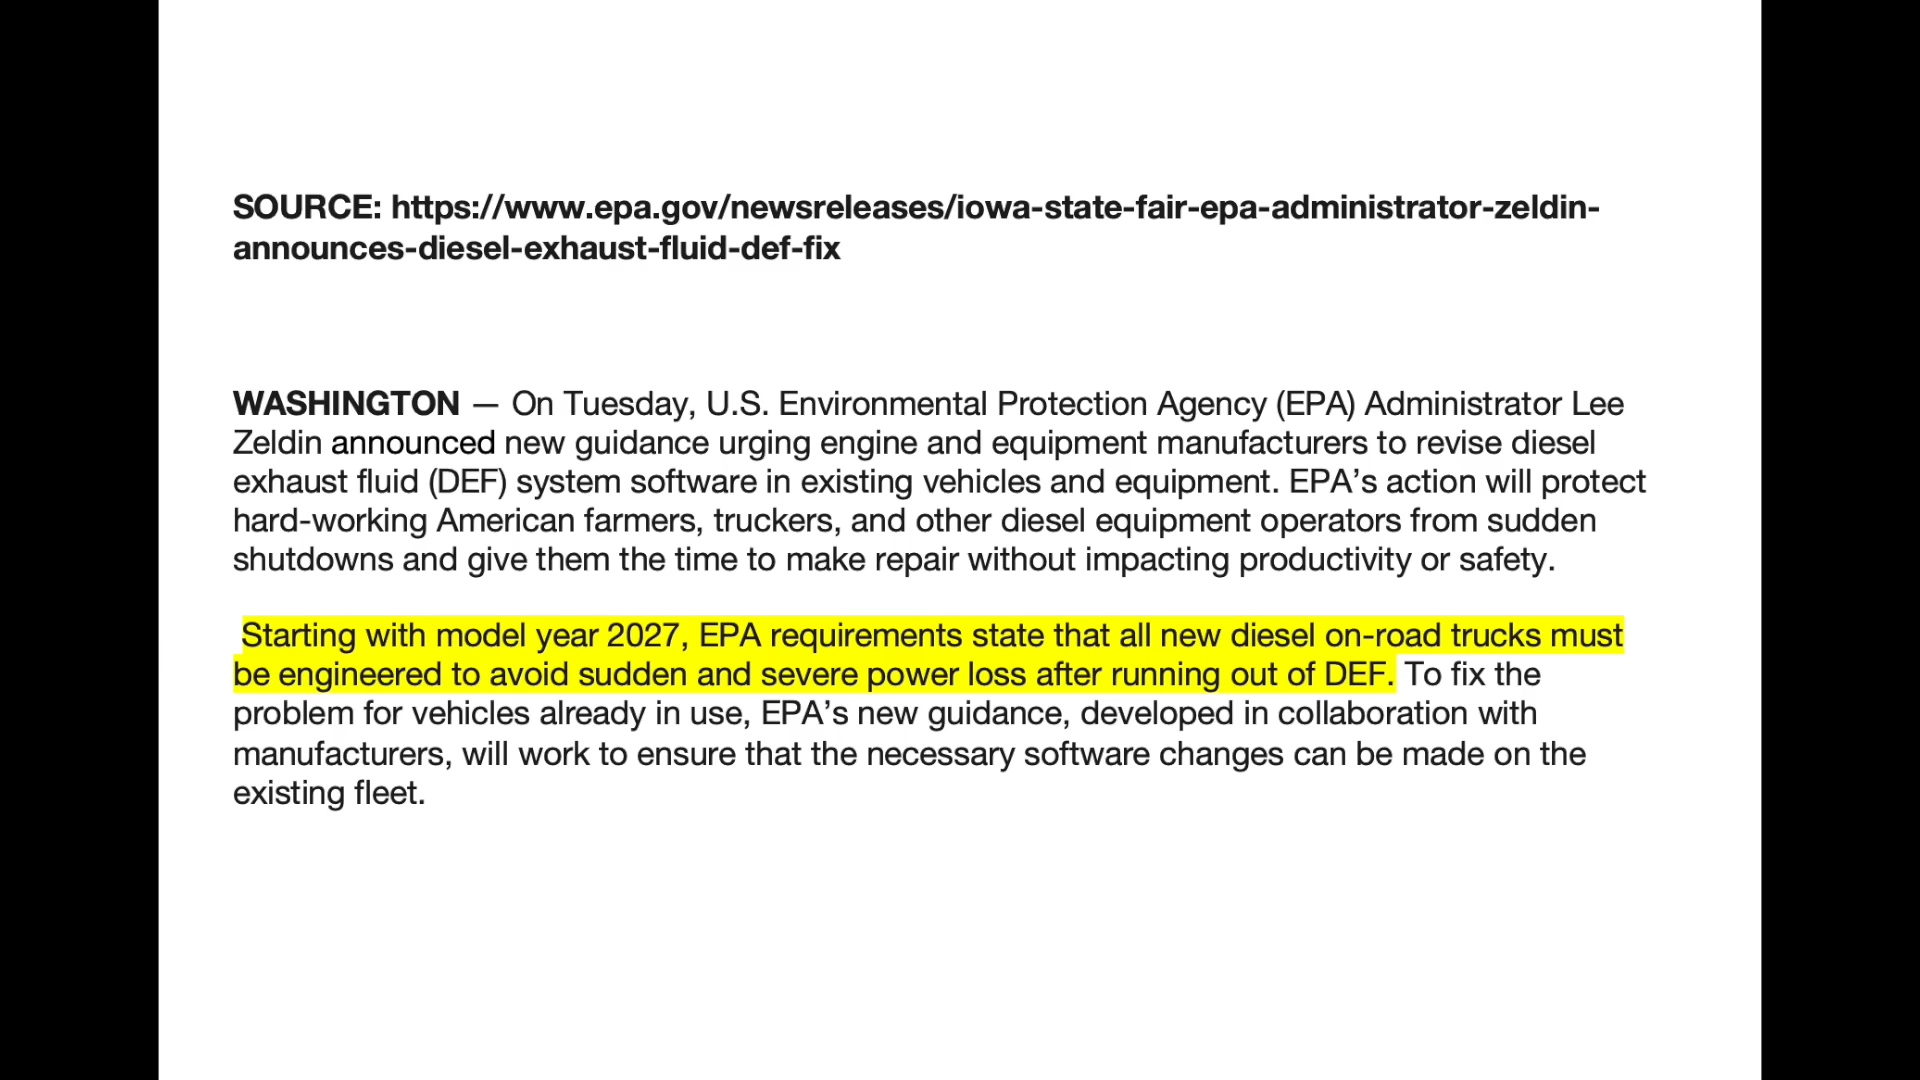 SOURCE: https://www.epa.gov/newsreleases/iowa-state-fair-epa-administrator-zeldin-
announces-diesel-exhaust-fluid-def-fix
WASHINGTON — On Tuesday, U.S. Environmental Protection Agency (EPA) Administrator Lee
Zeldin announced new guidance urging engine and equipment manufacturers to revise diesel
exhaust fluid (DEF) system software in existing vehicles and equipment. EPA’s action will protect
hard-working American farmers, truckers, and other diesel equipment operators from sudden
shutdowns and give them the time to make repair without impacting productivity or safety.
Starting with model year 2027, EPA requirements state that all new diesel on-road trucks must
be engineered to avoid sudden and severe power loss after running out of DEF. To fix the
problem for vehicles already in use, EPA’s new guidance, developed in collaboration with
manufacturers, will work to ensure that the necessary software changes can be made on the
existing fleet.